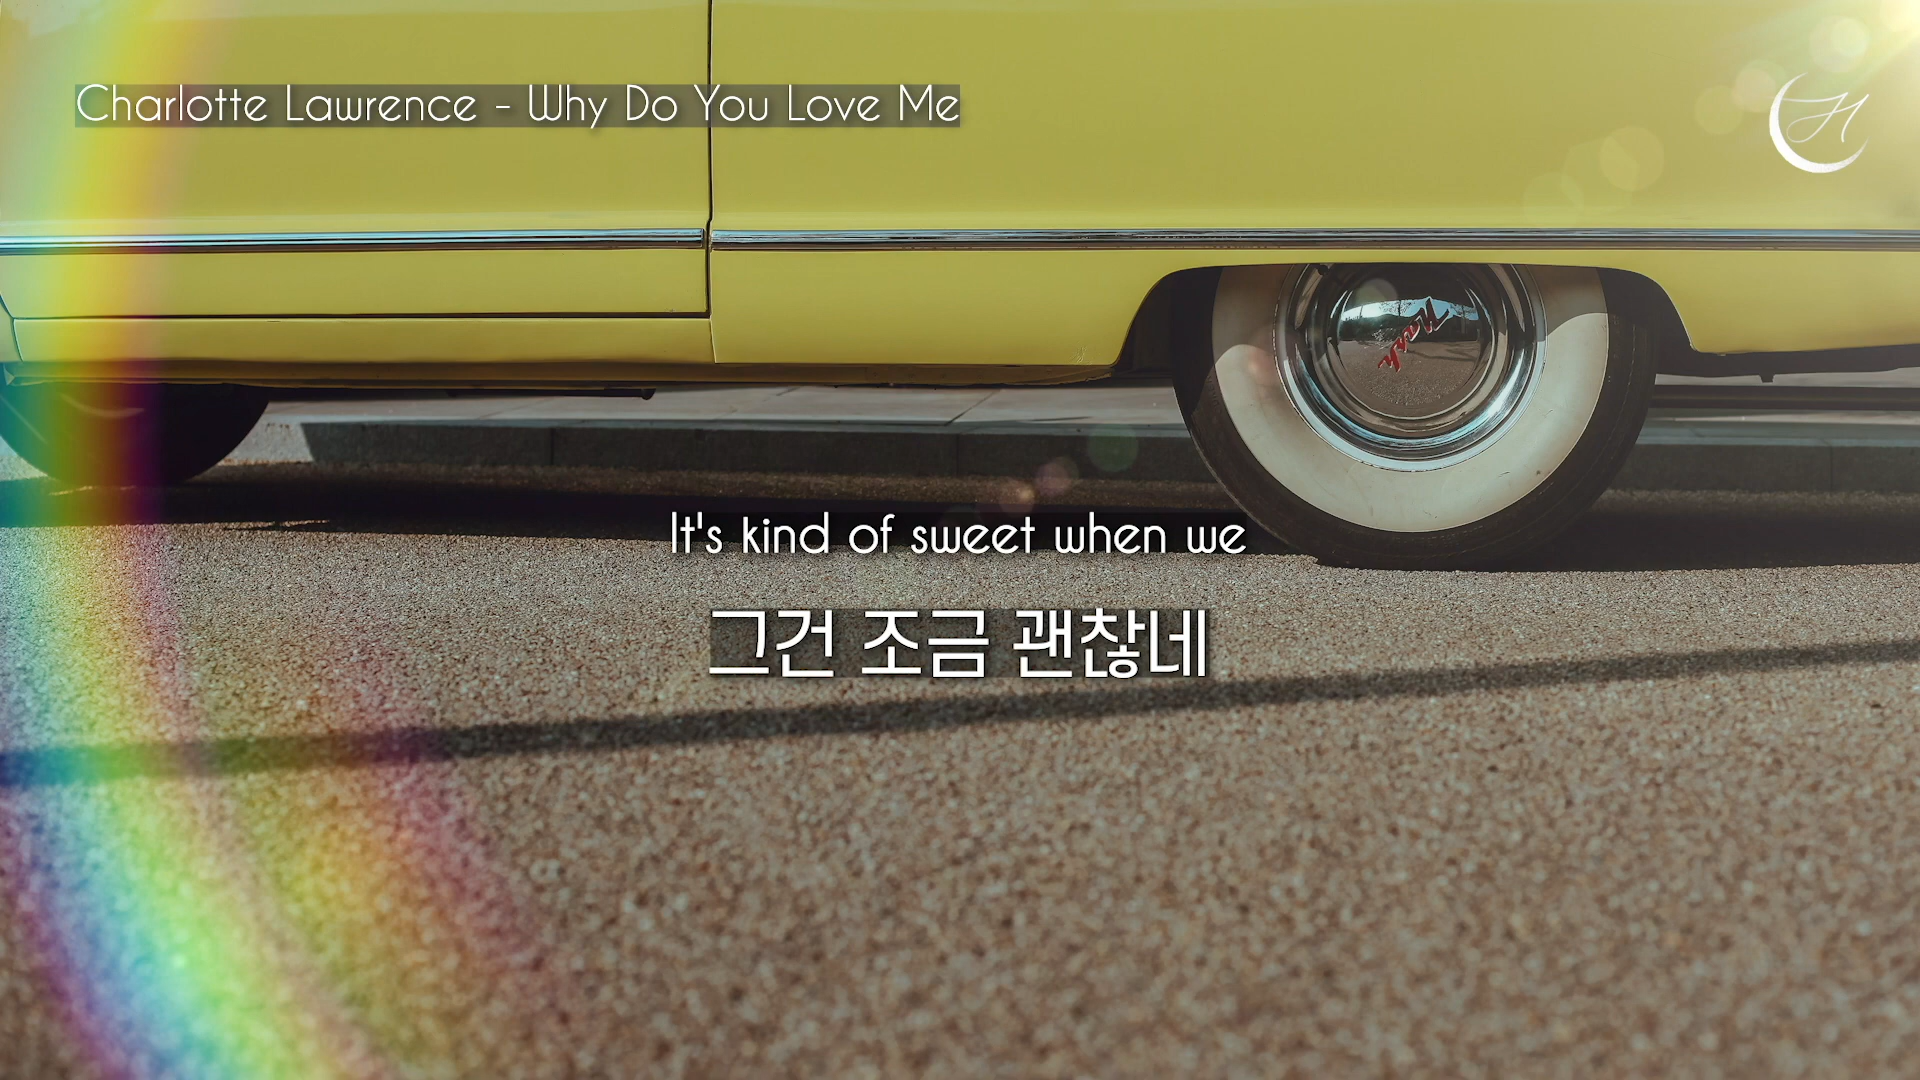 Charlotte Lawrence - Why Do You Love Me
H
Nash
It's kind of sweet when we
그건 조금 괜찮네